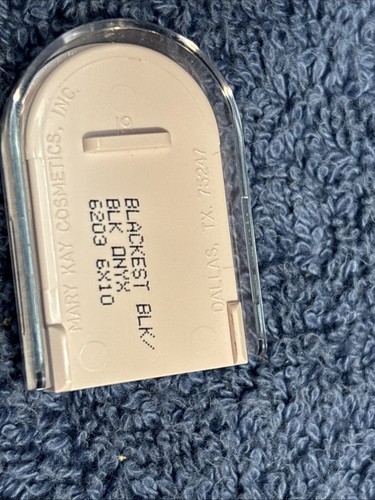 MARY KAY COSMETICS, INC.
DALLAS, TX. 75247
BLACKEST BLK/
BLK ONYX
6203 6X10